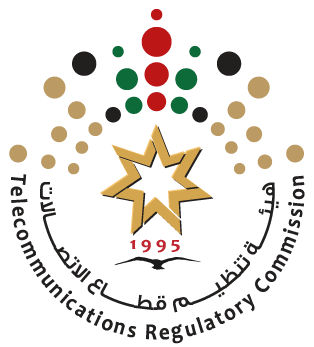 1995
هيئة تنظيم قطاع الاتصالات
Telecommunications Regulatory Commission